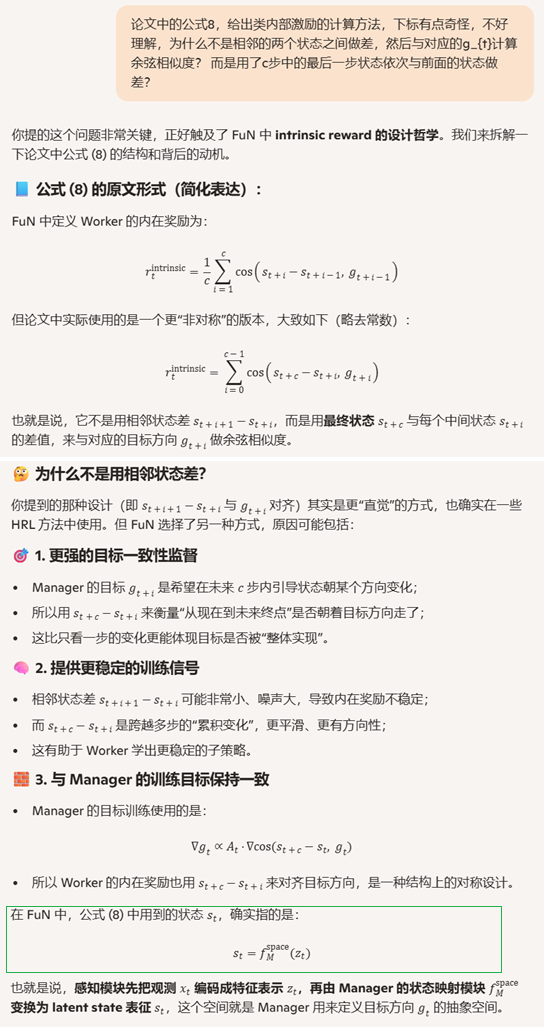 论文中的公式8，给出类内部激励的计算方法，下标有点奇怪，不好
理解，为什么不是相邻的两个状态之间做差，然后与对应的g_{t}计算
余弦相似度？ 而是用了c步中的最后一步状态依次与前面的状态做
差？
你提的这个问题非常关键，正好触及了 FuN 中 intrinsic reward 的设计哲学。我们来拆解一
下论文中公式 (8) 的结构和背后的动机。
📘 公式 (8) 的原文形式（简化表达）：
FuN 中定义 Worker 的内在奖励为：
r_t^{intrinsic} = \frac{1}{c} \sum_{i=1}^{c} cos(s_{t+i} − s_{t+i−1}, g_{t+i−1})
但论文中实际使用的是一个更“非对称”的版本，大致如下（略去常数）：
r_t^{intrinsic} = \sum_{i=0}^{c−1} cos(s_{t+c} − s_{t+i}, g_{t+i})
也就是说，它不是用相邻状态差 s_{t+i+1} − s_{t+i}，而是用最终状态 s_{t+c} 与每个中间状态 s_{t+i}
的差值，来与对应的目标方向 g_{t+i} 做余弦相似度。
🤔 为什么不是用相邻状态差？
你提到的那种设计（即 s_{t+i+1} − s_{t+i} 与 g_{t+i} 对齐）其实是更“直觉”的方式，也确实在一些
HRL 方法中使用。但 FuN 选择了另一种方式，原因可能包括：
🎯 1. 更强的目标一致性监督
• Manager 的目标 g_{t+i} 是希望在未来 c 步内引导状态朝某个方向变化；
• 所以用 s_{t+c} − s_{t+i} 来衡量“从现在到未来终点”是否朝着目标方向走了；
• 这比只看一步的变化更能体现目标是否被“整体实现”。
🧠 2. 提供更稳定的训练信号
• 相邻状态差 s_{t+i+1} − s_{t+i} 可能非常小、噪声大，导致内在奖励不稳定；
• 而 s_{t+c} − s_{t+i} 是跨越多步的“累积变化”，更平滑、更有方向性；
• 这有助于 Worker 学出更稳定的子策略。
🧱 3. 与 Manager 的训练目标保持一致
• Manager 的目标训练使用的是：
∇g_t ∝ A_t · ∇cos(s_{t+c} − s_t, g_t)
• 所以 Worker 的内在奖励也用 s_{t+c} − s_{t+i} 来对齐目标方向，是一种结构上的对称设计。
在 FuN 中，公式 (8) 中用到的状态 s_t，确实指的是：
s_t = f_M^{space}(z_t)
也就是说，感知模块先把观测 x_t 编码成特征表示 z_t，再由 Manager 的状态映射模块 f_M^{space}
变换为 latent state 表征 s_t，这个空间就是 Manager 用来定义目标方向 g_t 的抽象空间。